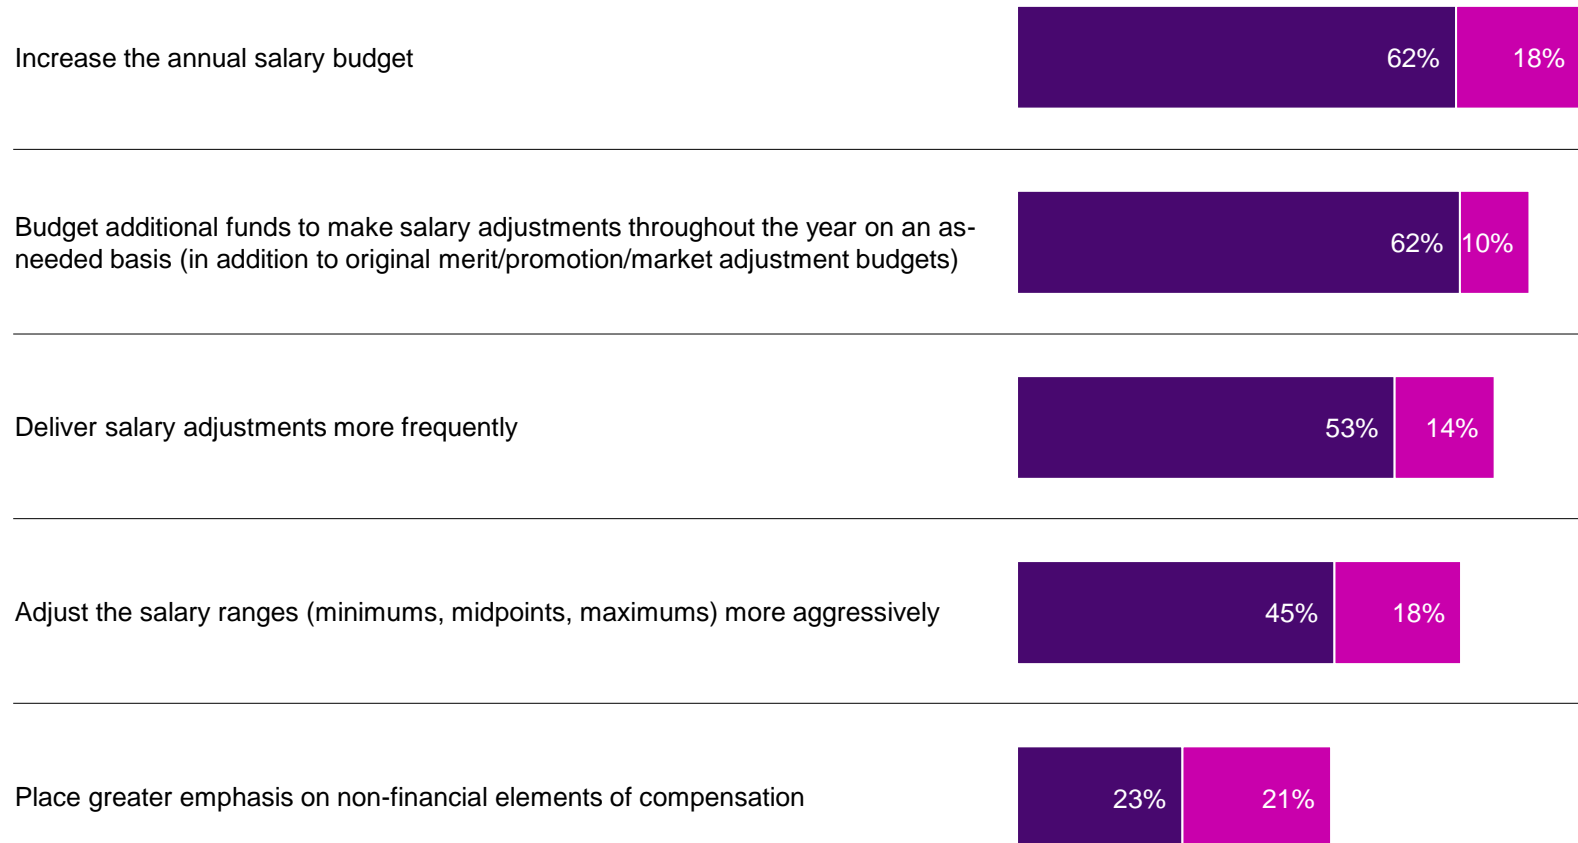 Increase the annual salary budget
62% 18%
Budget additional funds to make salary adjustments throughout the year on an as-
needed basis (in addition to original merit/promotion/market adjustment budgets)
62% 10%
Deliver salary adjustments more frequently
53% 14%
Adjust the salary ranges (minimums, midpoints, maximums) more aggressively
45% 18%
Place greater emphasis on non-financial elements of compensation
23% 21%